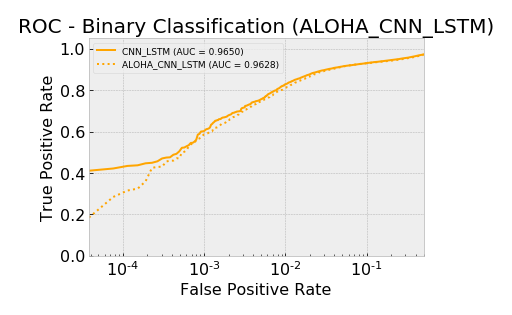 ROC - Binary Classification (ALOHA_CNN_LSTM)
CNN_LSTM (AUC = 0.9650)
ALOHA_CNN_LSTM (AUC = 0.9628)
True Positive Rate
1.0
0.8
0.6
0.4
0.2
0.0
10⁻⁴ 10⁻³ 10⁻² 10⁻¹
False Positive Rate